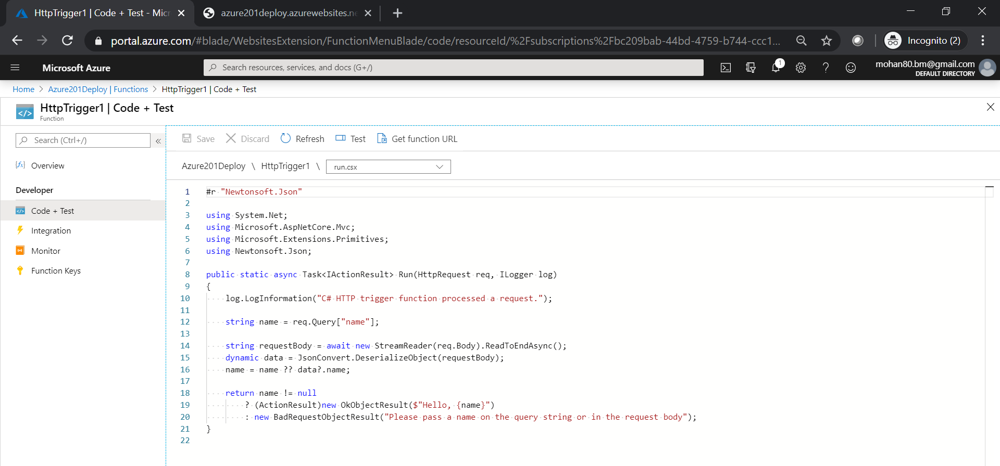 HttpTrigger1 | Code + Test - Micr
azure201deploy.azurewebsites.ne
portal.azure.com/#blade/WebsitesExtension/FunctionMenuBlade/code/resourceId/%2Fsubscriptions%2Fbc209bab-44bd-4759-b744-ccc1...
Incognito (2)
Microsoft Azure
Search resources, services, and docs (G+/)
1
mohan80.bm@gmail.com
DEFAULT DIRECTORY
Home > Azure201Deploy | Functions > HttpTrigger1 | Code + Test
</> HttpTrigger1 | Code + Test
Function
Search (Ctrl+/) «
Save Discard Refresh Test Get function URL
Overview
Azure201Deploy \ HttpTrigger1 \ run.csx
Developer
Code + Test
Integration
Monitor
Function Keys
1 #r "Newtonsoft.Json"
2
3 using System.Net;
4 using Microsoft.AspNetCore.Mvc;
5 using Microsoft.Extensions.Primitives;
6 using Newtonsoft.Json;
7
8 public static async Task<IActionResult> Run(HttpRequest req, ILogger log)
9 {
10     log.LogInformation("C# HTTP trigger function processed a request.");
11
12     string name = req.Query["name"];
13
14     string requestBody = await new StreamReader(req.Body).ReadToEndAsync();
15     dynamic data = JsonConvert.DeserializeObject(requestBody);
16     name = name ?? data?.name;
17
18     return name != null
19         ? (ActionResult)new OkObjectResult($"Hello, {name}")
20         : new BadRequestObjectResult("Please pass a name on the query string or in the request body");
21 }
22